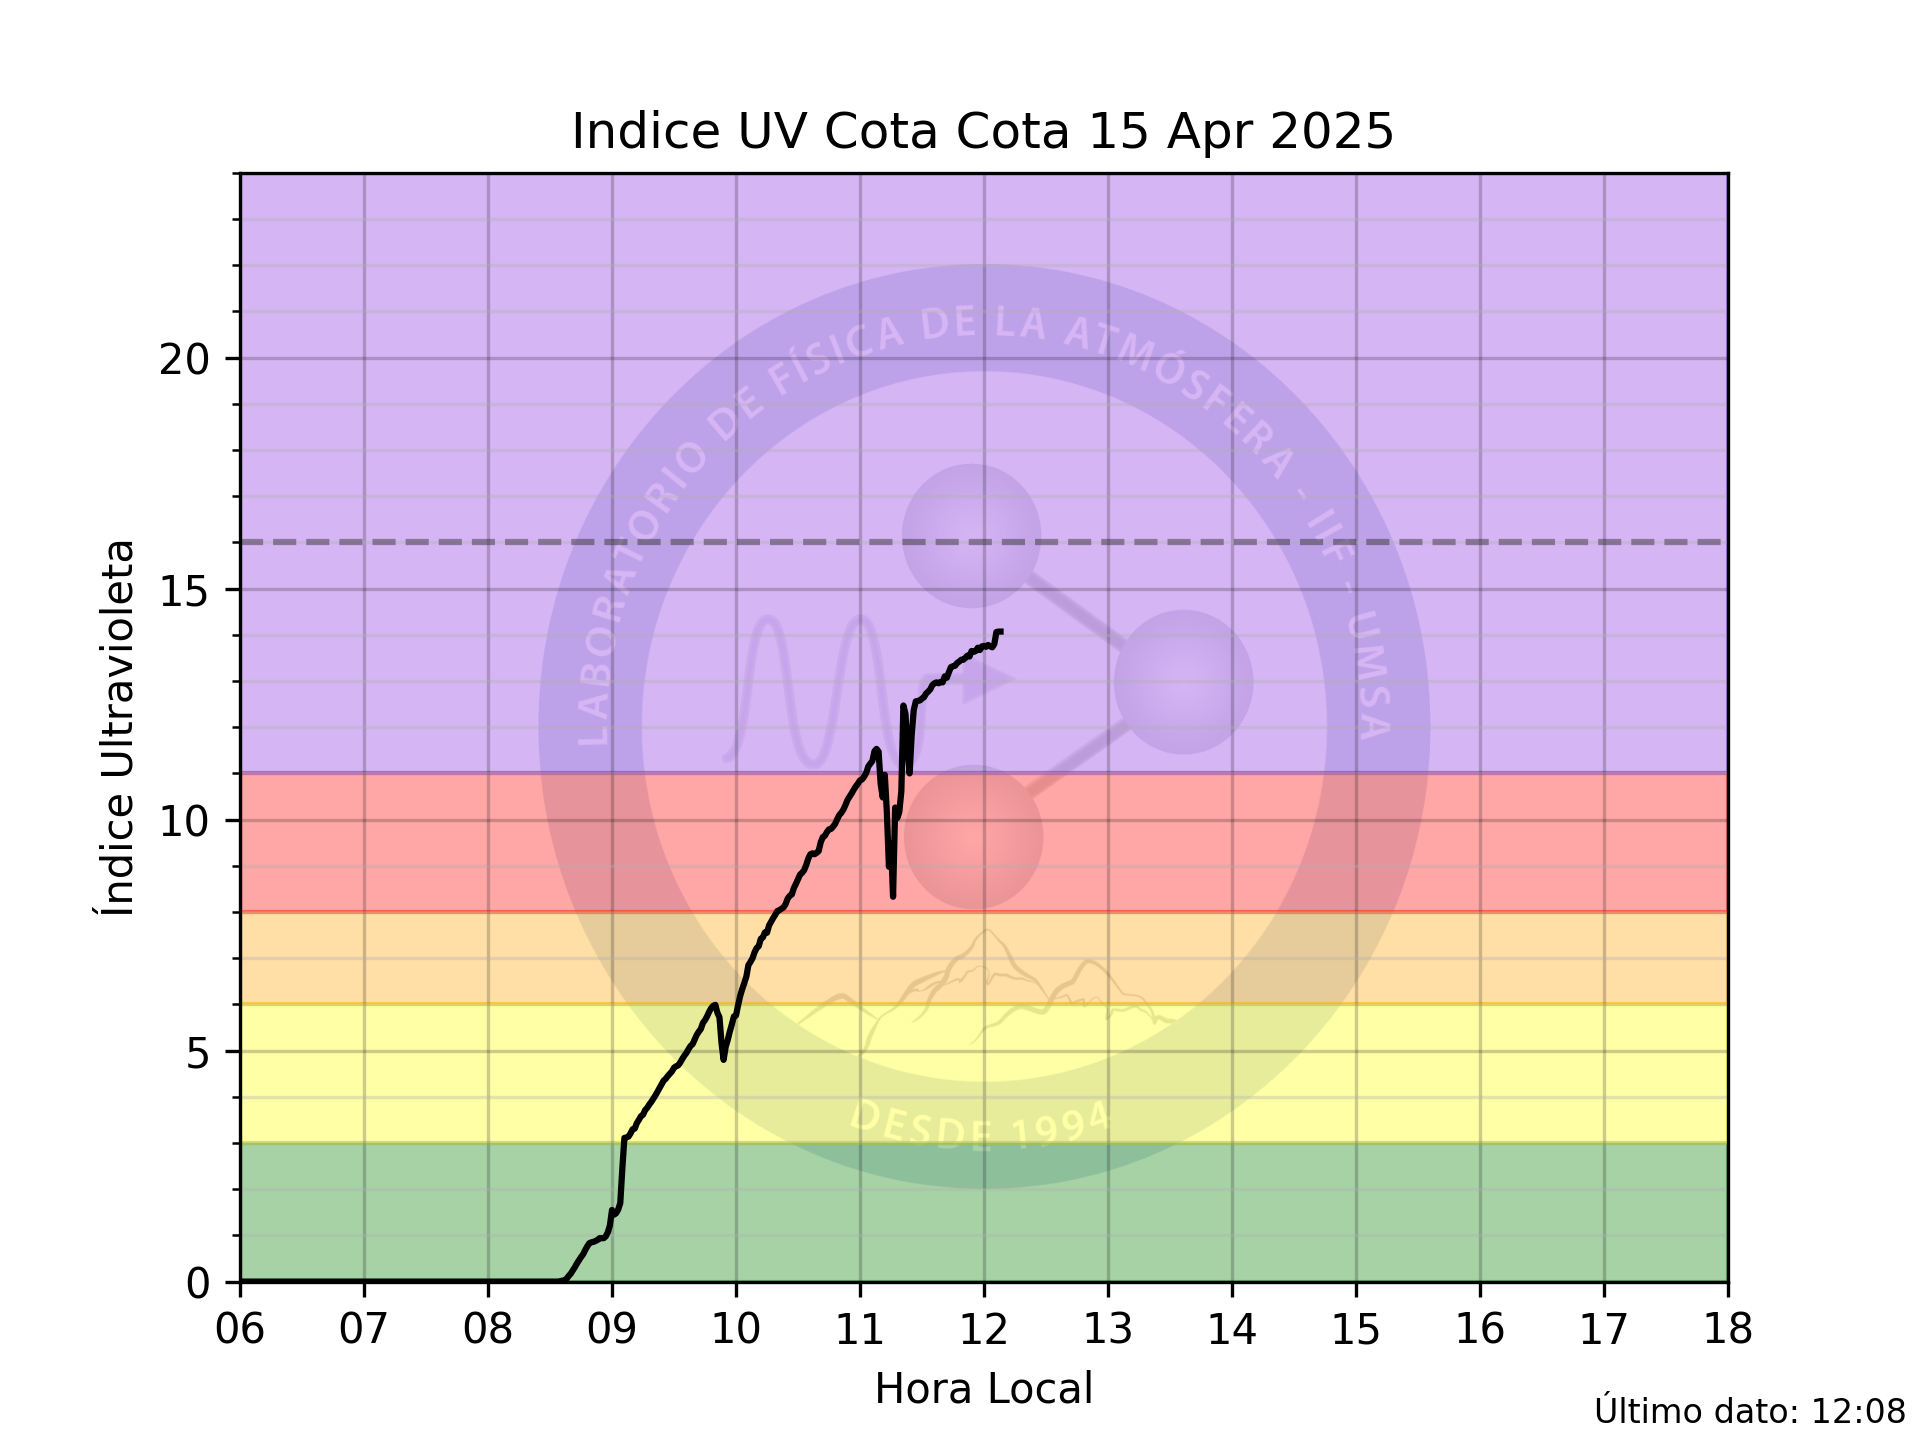 Indice UV Cota Cota 15 Apr 2025
LABORATORIO DE FÍSICA DE LA ATMÓSFERA - IIF - UMSA
DESDE 1994
Índice Ultravioleta
20
15
10
5
0
06 07 08 09 10 11 12 13 14 15 16 17 18
Hora Local
Último dato: 12:08